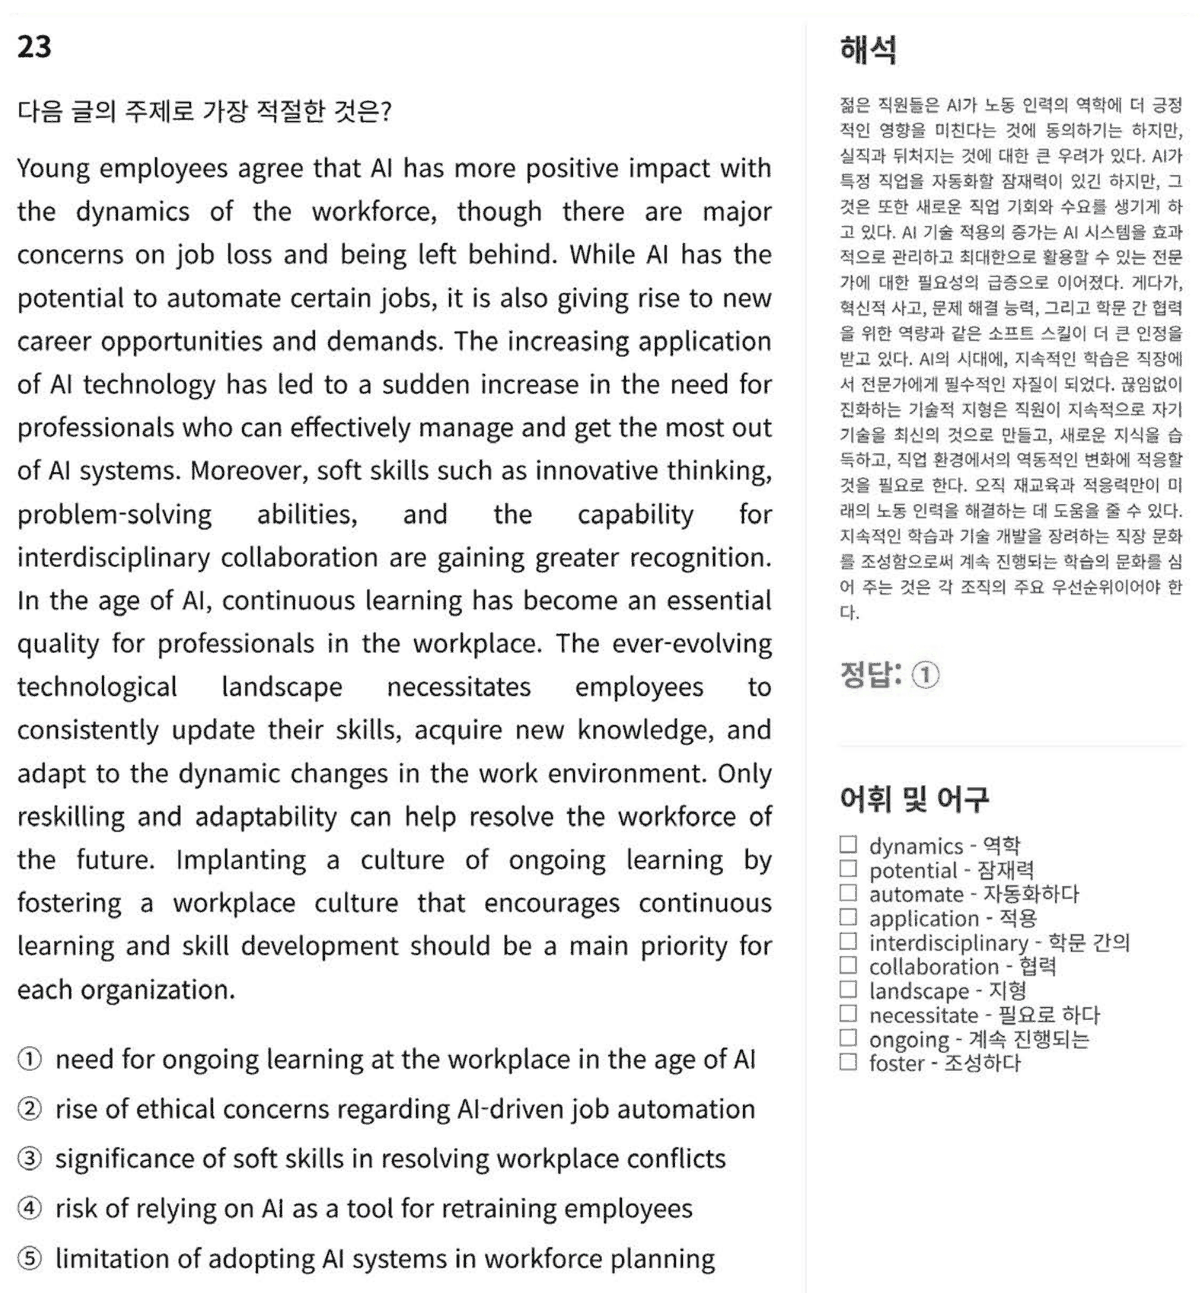 23
다음 글의 주제로 가장 적절한 것은?
Young employees agree that AI has more positive impact with
the dynamics of the workforce, though there are major
concerns on job loss and being left behind. While AI has the
potential to automate certain jobs, it is also giving rise to new
career opportunities and demands. The increasing application
of AI technology has led to a sudden increase in the need for
professionals who can effectively manage and get the most out
of AI systems. Moreover, soft skills such as innovative thinking,
problem-solving abilities, and the capability for
interdisciplinary collaboration are gaining greater recognition.
In the age of AI, continuous learning has become an essential
quality for professionals in the workplace. The ever-evolving
technological landscape necessitates employees to
consistently update their skills, acquire new knowledge, and
adapt to the dynamic changes in the work environment. Only
reskilling and adaptability can help resolve the workforce of
the future. Implanting a culture of ongoing learning by
fostering a workplace culture that encourages continuous
learning and skill development should be a main priority for
each organization.
① need for ongoing learning at the workplace in the age of AI
② rise of ethical concerns regarding AI-driven job automation
③ significance of soft skills in resolving workplace conflicts
④ risk of relying on AI as a tool for retraining employees
⑤ limitation of adopting AI systems in workforce planning
해석
젊은 직원들은 AI가 노동 인력의 역학에 더 긍정
적인 영향을 미친다는 것에 동의하기는 하지만,
실직과 뒤처지는 것에 대한 큰 우려가 있다. AI가
특정 직업을 자동화할 잠재력이 있긴 하지만, 그
것은 또한 새로운 직업 기회와 수요를 생기게 하
고 있다. AI 기술 적용의 증가는 AI 시스템을 효과
적으로 관리하고 최대한으로 활용할 수 있는 전문
가에 대한 필요성의 급증으로 이어졌다. 게다가,
혁신적 사고, 문제 해결 능력, 그리고 학문 간 협력
을 위한 역량과 같은 소프트 스킬이 더 큰 인정을
받고 있다. AI의 시대에, 지속적인 학습은 직장에
서 전문가에게 필수적인 자질이 되었다. 끊임없이
진화하는 기술적 지형은 직원이 지속적으로 자기
기술을 최신의 것으로 만들고, 새로운 지식을 습
득하고, 직업 환경에서의 역동적인 변화에 적응할
것을 필요로 한다. 오직 재교육과 적응력만이 미
래의 노동 인력을 해결하는 데 도움을 줄 수 있다.
지속적인 학습과 기술 개발을 장려하는 직장 문화
를 조성함으로써 계속 진행되는 학습의 문화를 심
어 주는 것은 각 조직의 주요 우선순위이어야 한
다.
정답: ①
어휘 및 어구
□ dynamics - 역학
□ potential - 잠재력
□ automate - 자동화하다
□ application - 적용
□ interdisciplinary - 학문 간의
□ collaboration - 협력
□ landscape - 지형
□ necessitate - 필요로 하다
□ ongoing - 계속 진행되는
□ foster - 조성하다